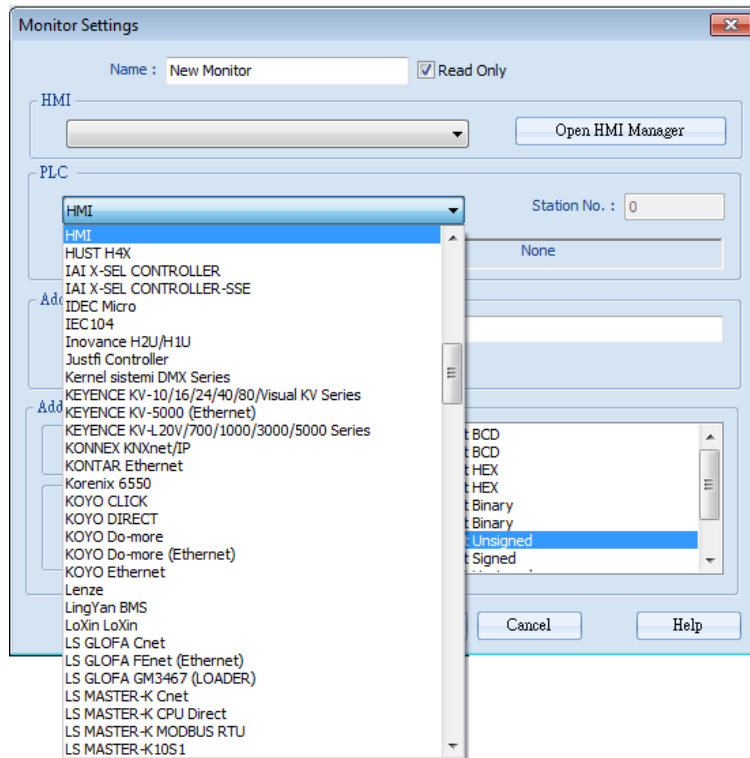 Monitor Settings
Name : New Monitor Read Only
HMI
Open HMI Manager
PLC
HMI Station No. : 0
None
HMI
HUST H4X
IAI X-SEL CONTROLLER
IAI X-SEL CONTROLLER-SSE
IDEC Micro
IEC104
Inovance H2U/H1U
Justfi Controller
Kernel sistemi DMX Series
KEYENCE KV-10/16/24/40/80/Visual KV Series
KEYENCE KV-5000 (Ethernet)
KEYENCE KV-L20V/700/1000/3000/5000 Series
KONNEX KNXnet/IP
KONTAR Ethernet
Korenix 6550
KOYO CLICK
KOYO DIRECT
KOYO Do-more
KOYO Do-more (Ethernet)
KOYO Ethernet
Lenze
LingYan BMS
LoXin LoXin
LS GLOFA Cnet
LS GLOFA FEnet (Ethernet)
LS GLOFA GM3467 (LOADER)
LS MASTER-K Cnet
LS MASTER-K CPU Direct
LS MASTER-K MODBUS RTU
LS MASTER-K10S1
Add
Add
t BCD
t BCD
t HEX
t HEX
t Binary
t Binary
t Unsigned
t Signed
Cancel
Help